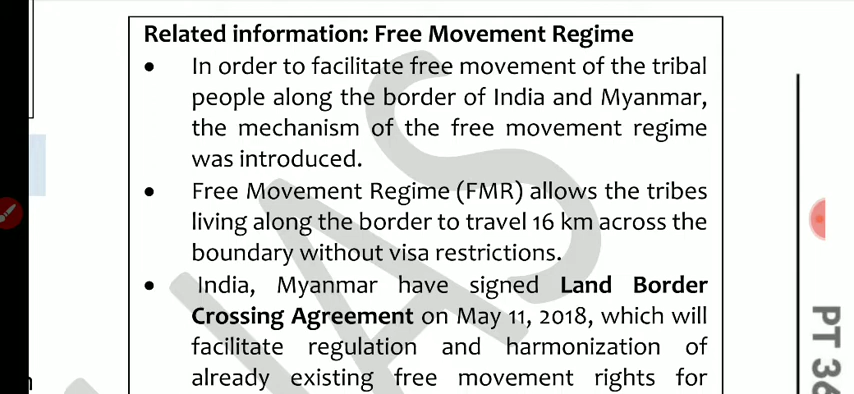 Related information: Free Movement Regime
• In order to facilitate free movement of the tribal
people along the border of India and Myanmar,
the mechanism of the free movement regime
was introduced.
• Free Movement Regime (FMR) allows the tribes
living along the border to travel 16 km across the
boundary without visa restrictions.
• India, Myanmar have signed Land Border
Crossing Agreement on May 11, 2018, which will
facilitate regulation and harmonization of
already existing free movement rights for
IAS
PT 36